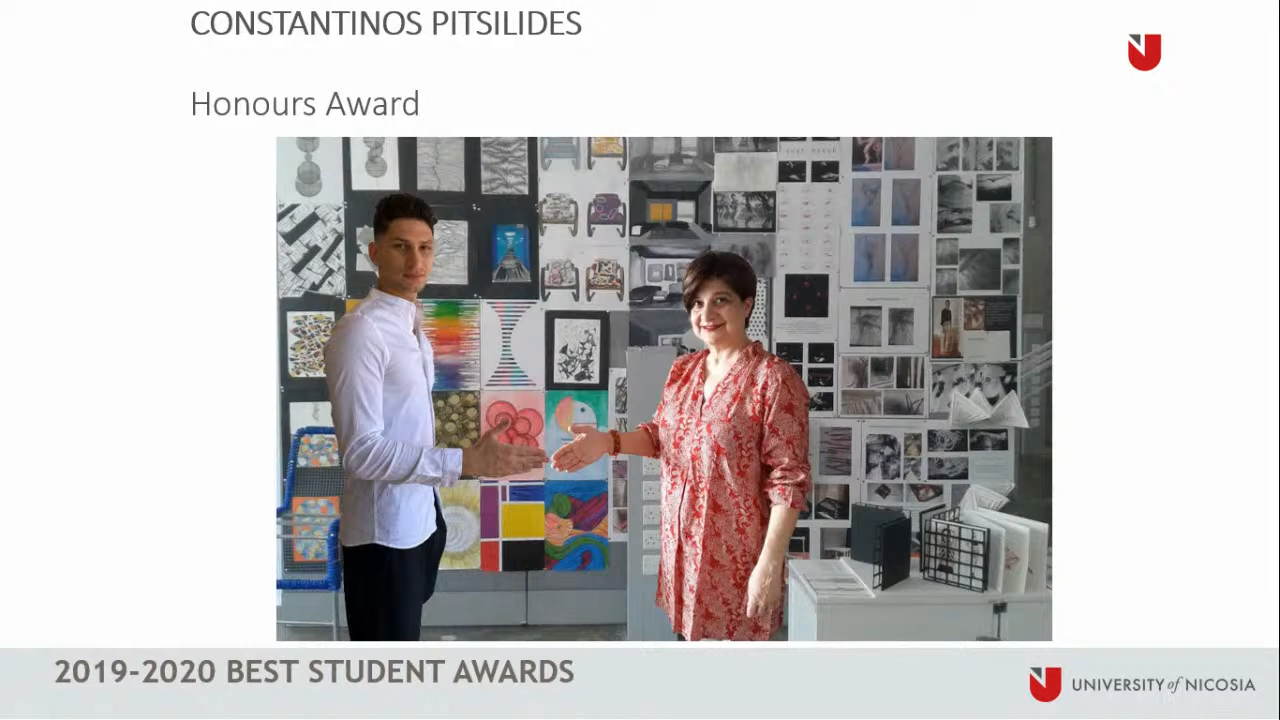 CONSTANTINOS PITSILIDES
Honours Award
2019-2020 BEST STUDENT AWARDS
UNIVERSITY of NICOSIA